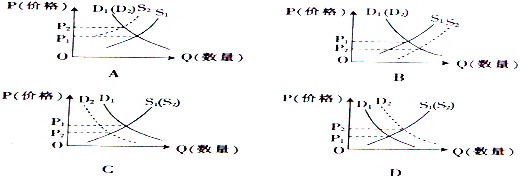 P(价格) D₁(D₂) S₂ S₁
P₂
P₁
O Q(数量)
A
P(价格) D₁(D₂) S₁ S₂
P₁
P₂
O Q(数量)
B
P(价格) D₂ D₁ S₁(S₂)
P₁
P₂
O Q(数量)
C
P(价格) D₁ D₂ S₁(S₂)
P₂
P₁
O Q(数量)
D